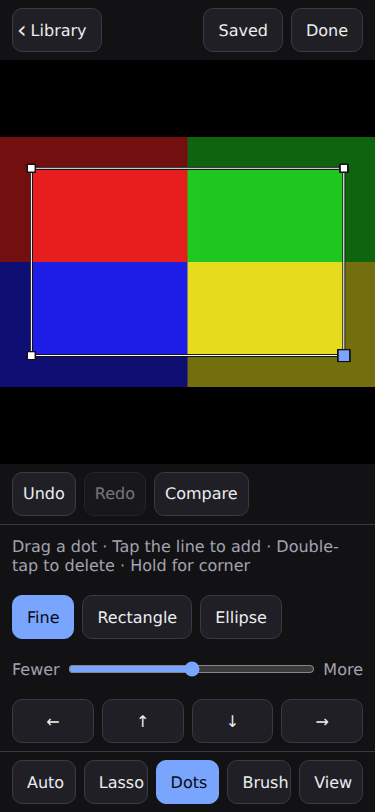 ‹ Library Saved Done
Undo Redo Compare
Drag a dot · Tap the line to add · Double-
tap to delete · Hold for corner
Fine Rectangle Ellipse
Fewer More
← ↑ ↓ →
Auto Lasso Dots Brush View